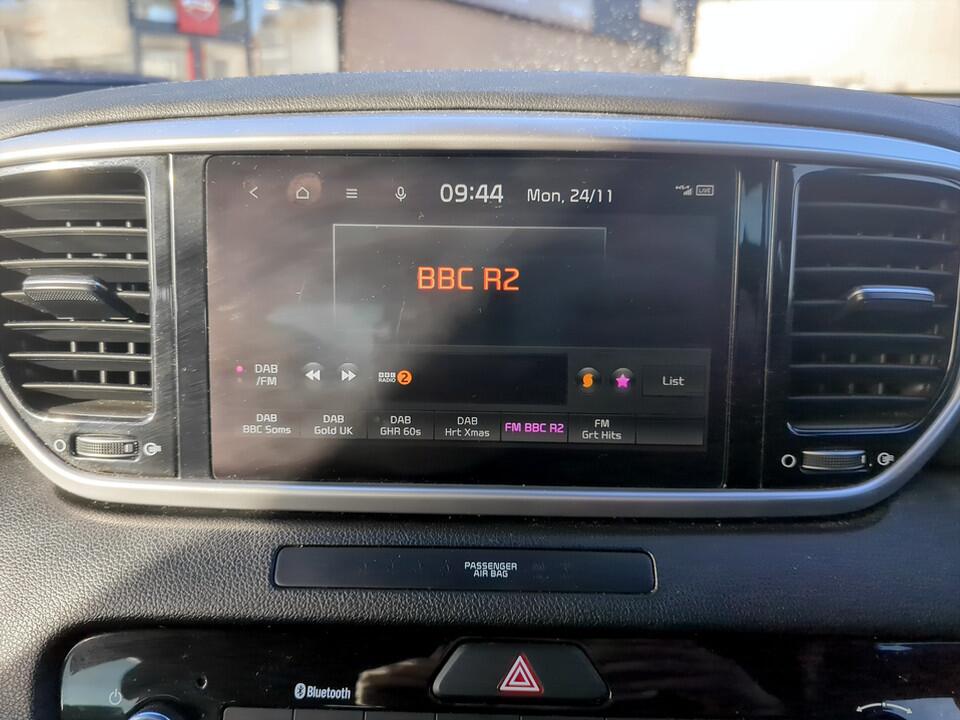 09:44 Mon, 24/11 LIVE
BBC R2
DAB
/FM
BBC
RADIO 2
List
DAB
BBC Soms
DAB
Gold UK
DAB
GHR 60s
DAB
Hrt Xmas
FM BBC R2
FM
Grt Hits
PASSENGER
AIR BAG
Bluetooth